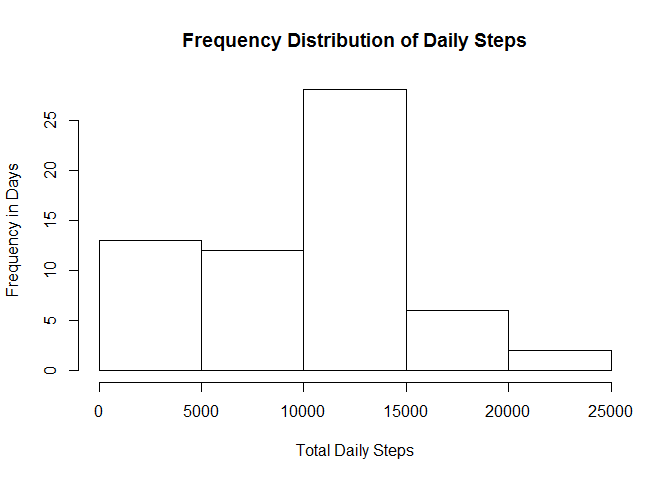 Frequency Distribution of Daily Steps
Frequency in Days
25
20
15
10
5
0
0 5000 10000 15000 20000 25000
Total Daily Steps